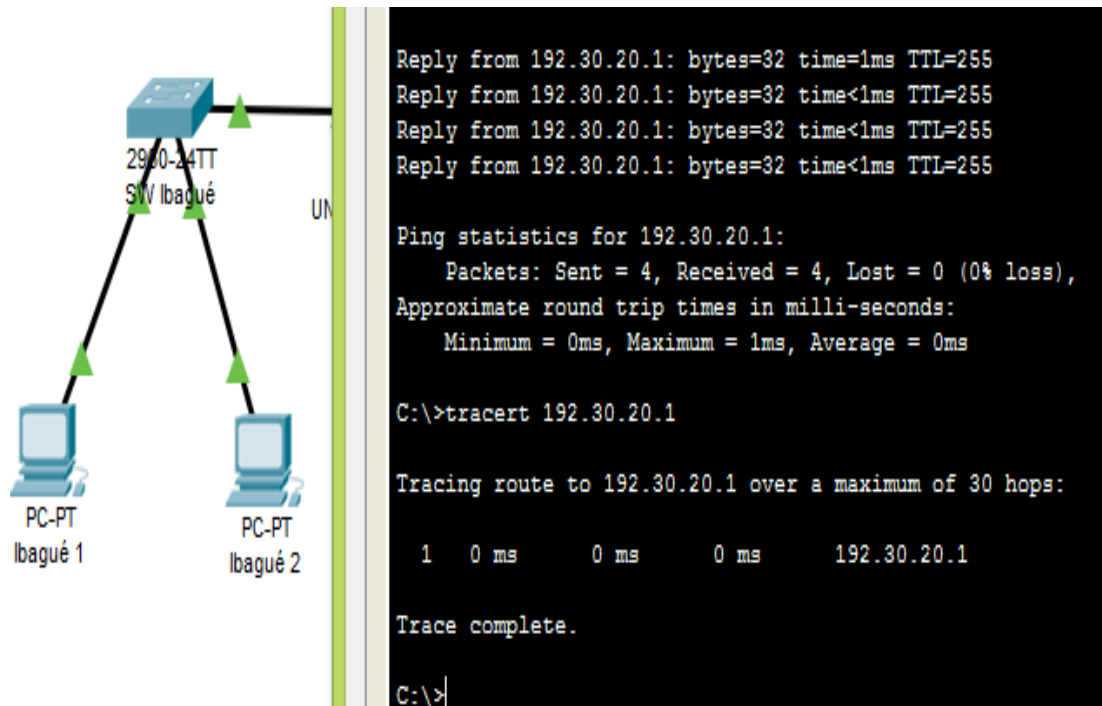 2960-24TT
SW Ibagué
UN
PC-PT
Ibagué 1
PC-PT
Ibagué 2
Reply from 192.30.20.1: bytes=32 time=1ms TTL=255
Reply from 192.30.20.1: bytes=32 time<1ms TTL=255
Reply from 192.30.20.1: bytes=32 time<1ms TTL=255
Reply from 192.30.20.1: bytes=32 time<1ms TTL=255
Ping statistics for 192.30.20.1:
Packets: Sent = 4, Received = 4, Lost = 0 (0% loss),
Approximate round trip times in milli-seconds:
Minimum = 0ms, Maximum = 1ms, Average = 0ms
C:\>tracert 192.30.20.1
Tracing route to 192.30.20.1 over a maximum of 30 hops:
1 0 ms 0 ms 0 ms 192.30.20.1
Trace complete.
C:\>